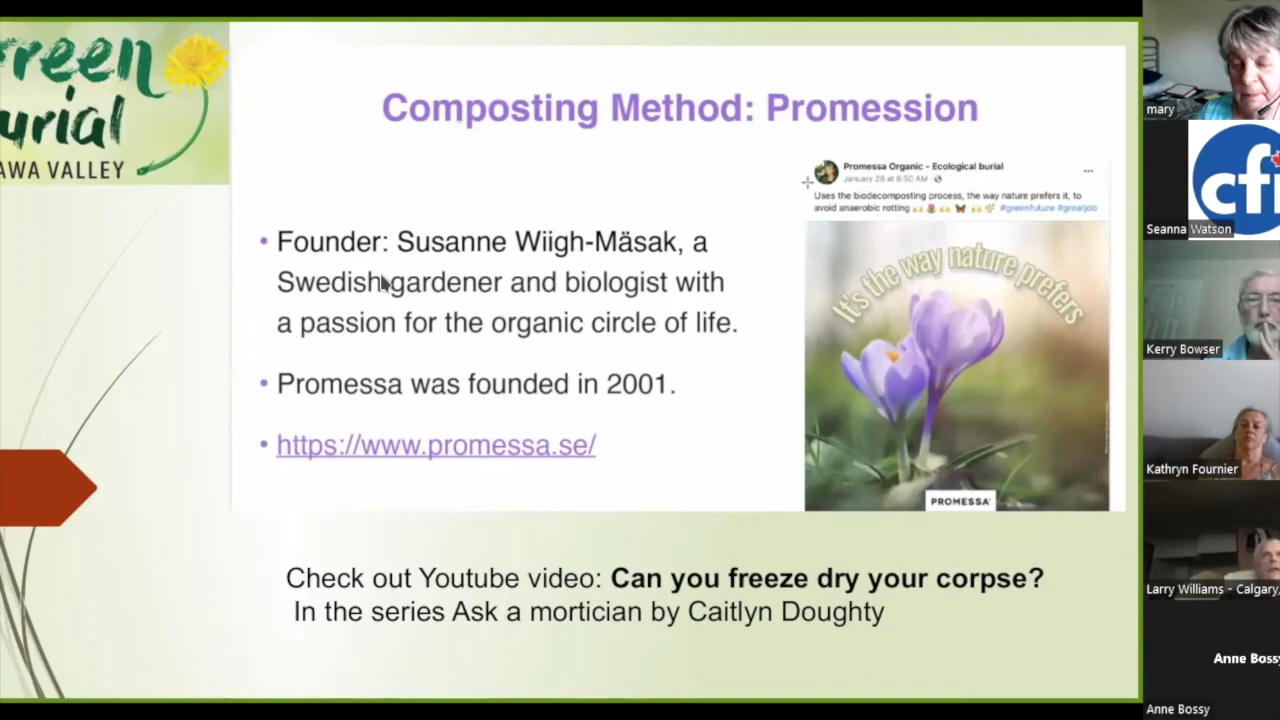 reen
urial
AWA VALLEY
Composting Method: Promession
• Founder: Susanne Wiigh-Mäsak, a
Swedish gardener and biologist with
a passion for the organic circle of life.
• Promessa was founded in 2001.
• https://www.promessa.se/
Promessa Organic - Ecological burial
January 28 at 6:50 AM
Uses the biodecomposting process, the way nature prefers it, to
avoid anaerobic rotting #greenfuture #greatjob
It's the way nature prefers
PROMESSA
Check out Youtube video: Can you freeze dry your corpse?
In the series Ask a mortician by Caitlyn Doughty
mary
cfi
Seanna Watson
Kerry Bowser
Kathryn Fournier
Larry Williams - Calgary,
Anne Bossy
Anne Bossy